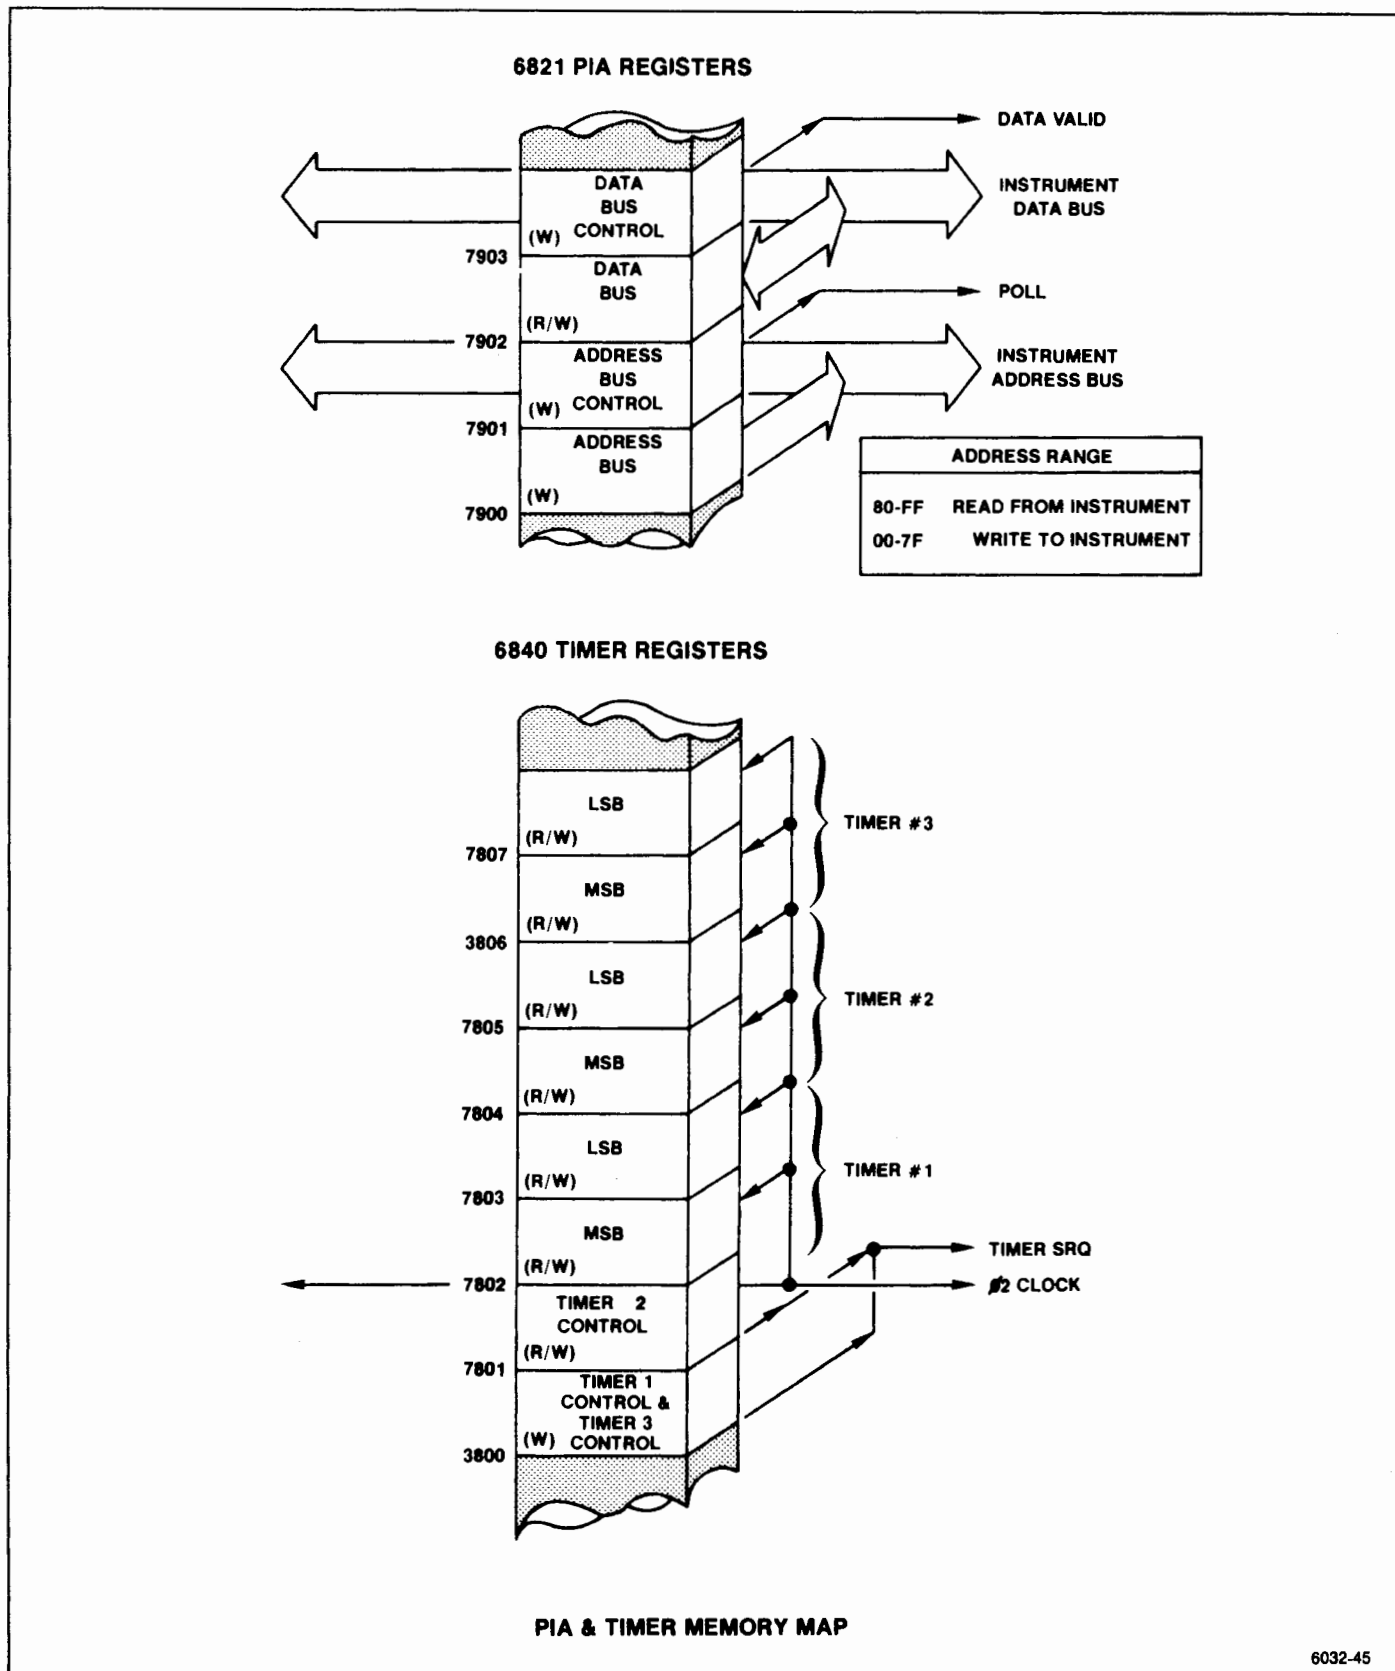 6821 PIA REGISTERS
DATA VALID
DATA
BUS
CONTROL
(W)
INSTRUMENT
DATA BUS
7903
DATA
BUS
(R/W)
POLL
7902
ADDRESS
BUS
CONTROL
(W)
INSTRUMENT
ADDRESS BUS
7901
ADDRESS
BUS
(W)
7900
ADDRESS RANGE
80-FF READ FROM INSTRUMENT
00-7F WRITE TO INSTRUMENT
6840 TIMER REGISTERS
LSB
(R/W)
TIMER #3
7807
MSB
(R/W)
3806
LSB
(R/W)
TIMER #2
7805
MSB
(R/W)
7804
LSB
(R/W)
TIMER #1
7803
MSB
(R/W)
TIMER SRQ
7802
Ø2 CLOCK
TIMER 2
CONTROL
(R/W)
7801
TIMER 1
CONTROL &
TIMER 3
(W) CONTROL
3800
PIA & TIMER MEMORY MAP
6032-45